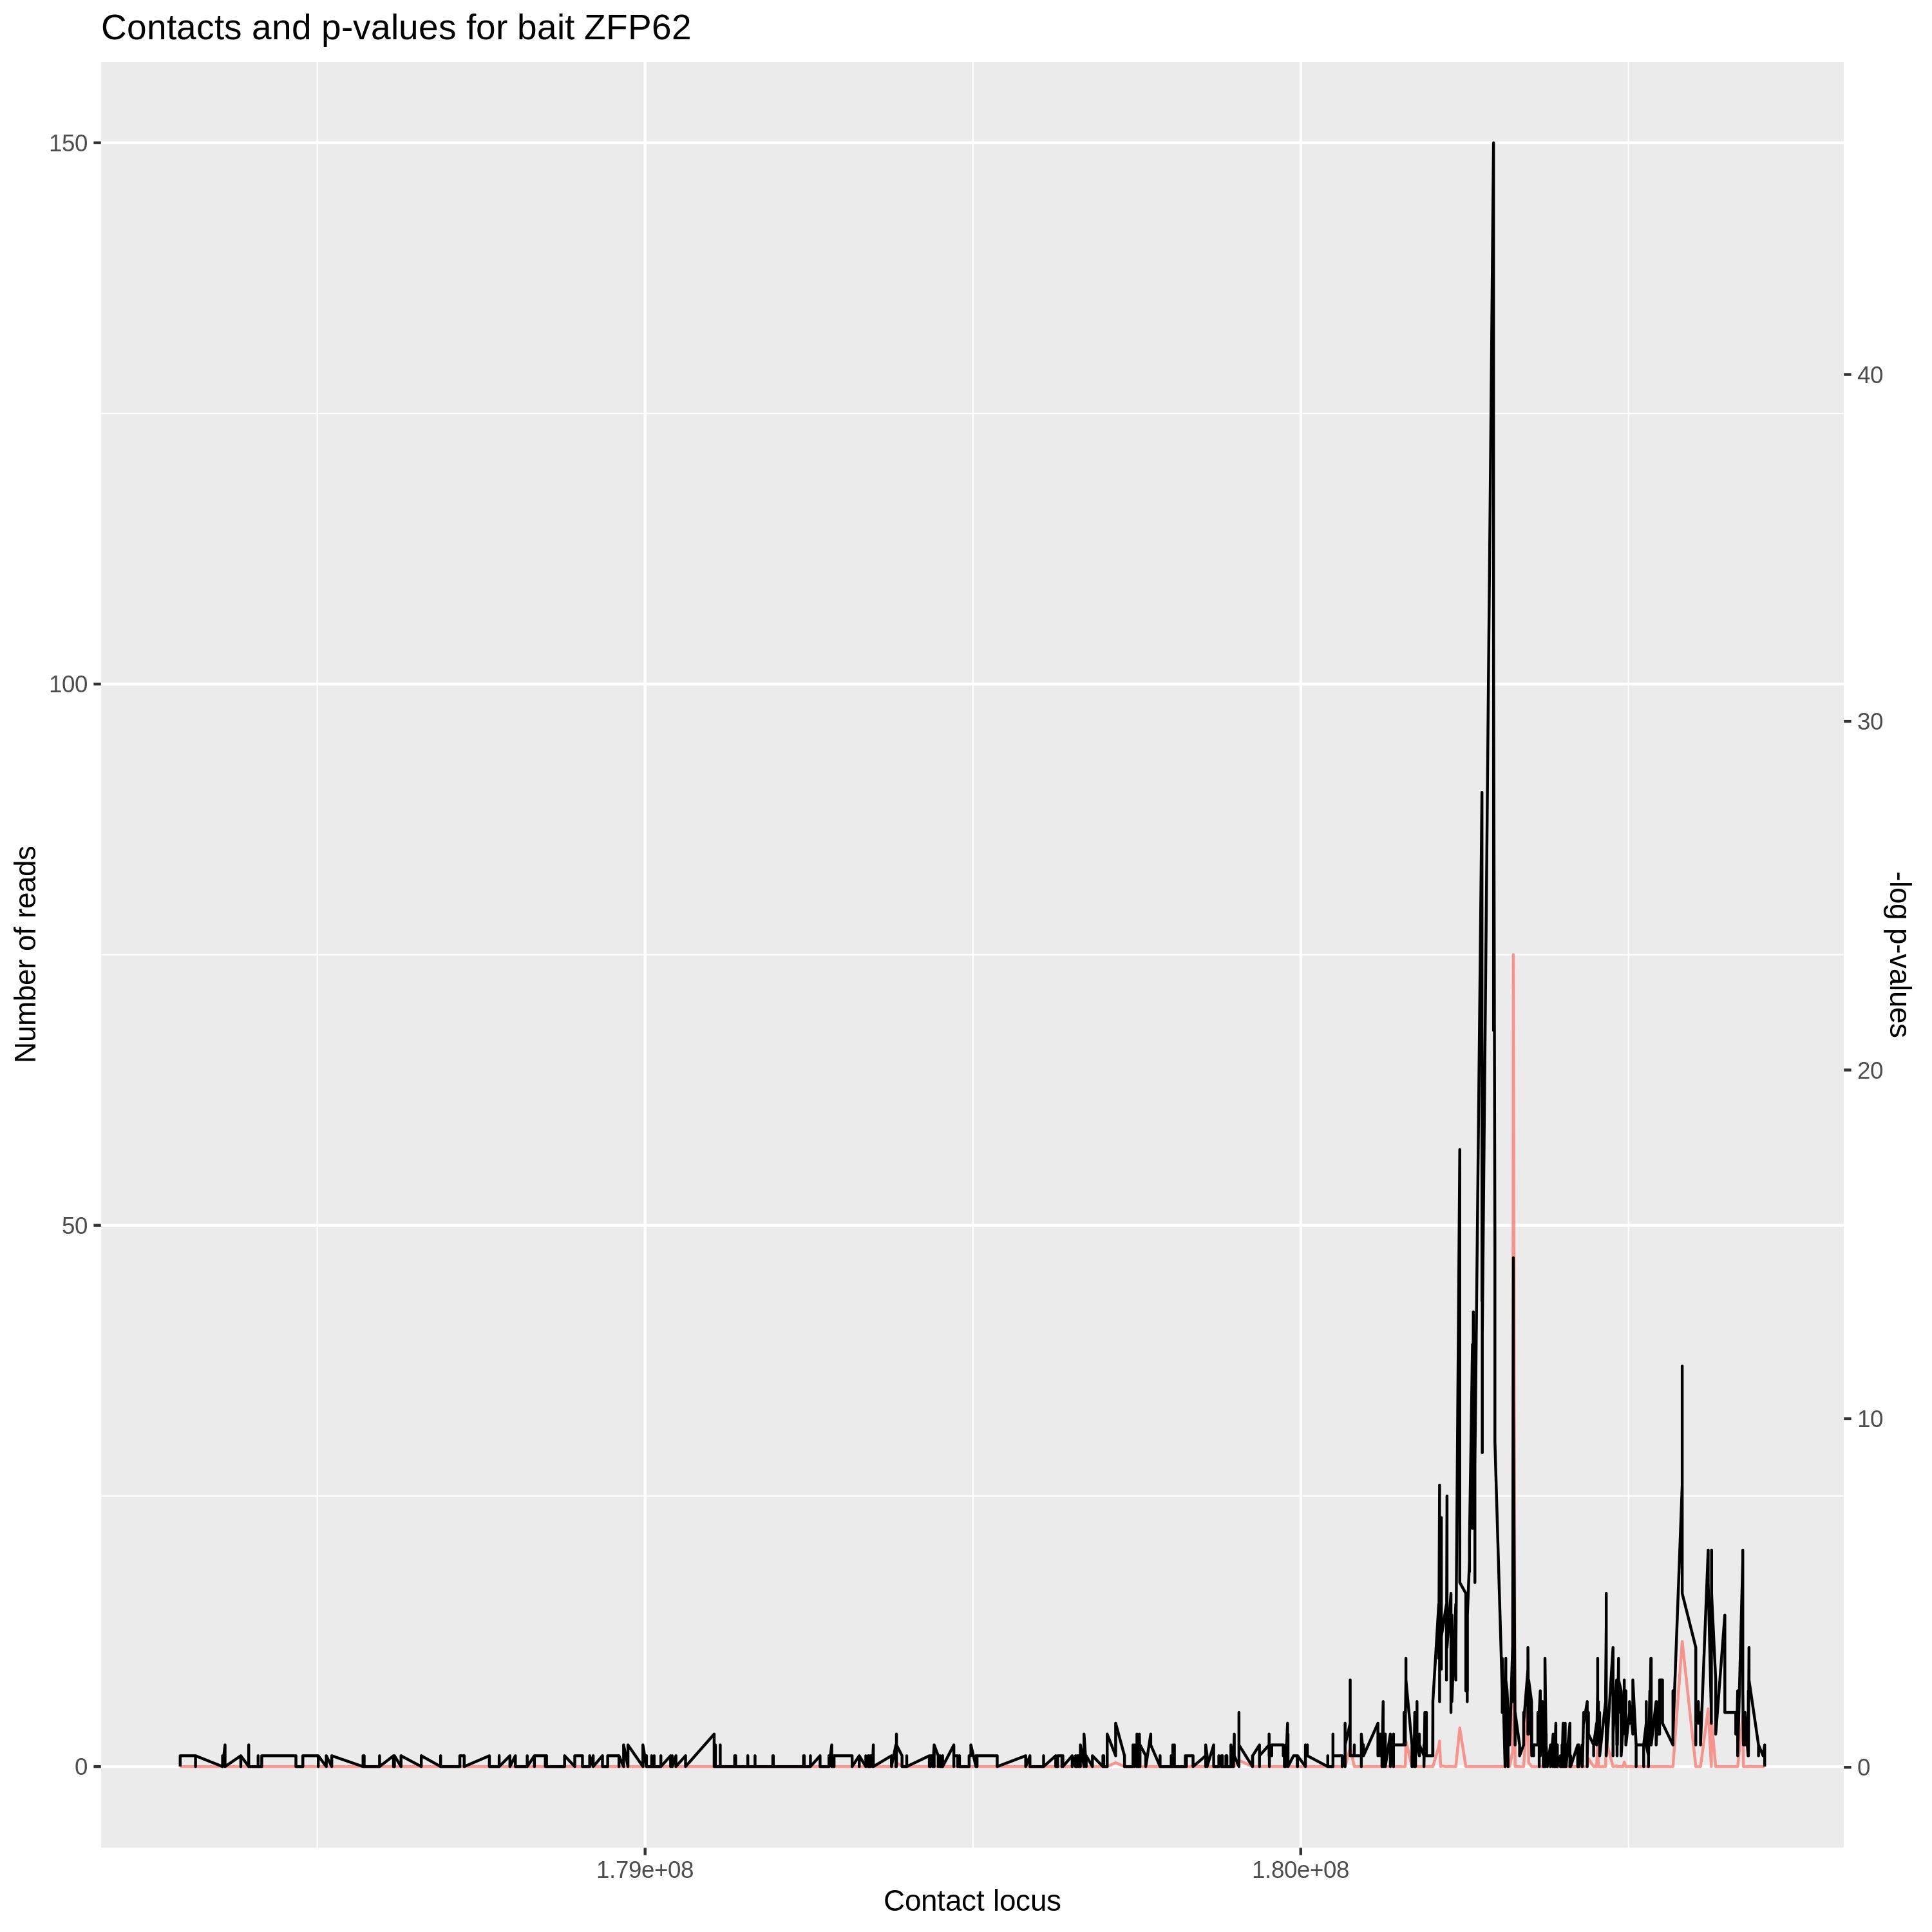 Contacts and p-values for bait ZFP62
150
100
50
0
Number of reads
40
30
20
10
0
-log p-values
1.79e+08
1.80e+08
Contact locus